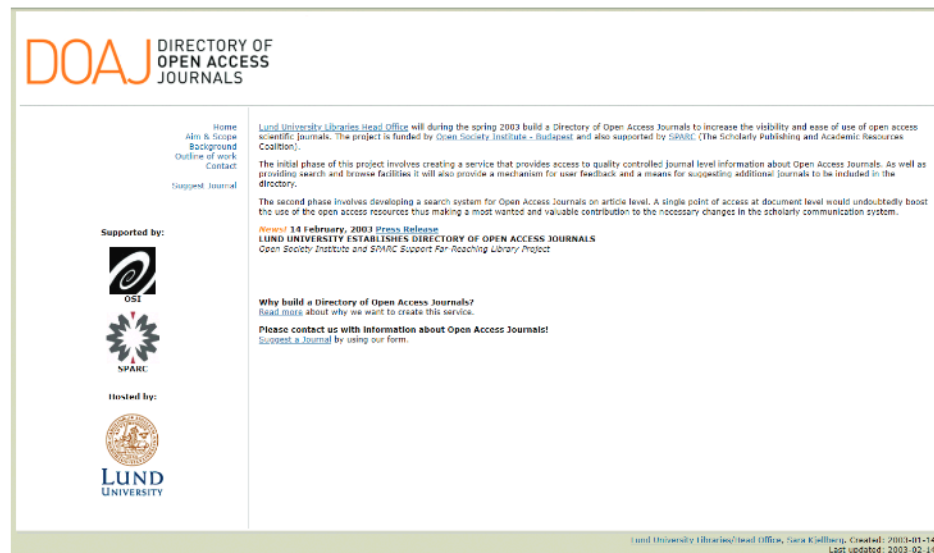 DOAJ DIRECTORY OF
OPEN ACCESS
JOURNALS
Home
Aim & Scope
Background
Outline of work
Contact
Suggest Journal
Supported by:
OSI
SPARC
Hosted by:
LUND
UNIVERSITY
Lund University Libraries Head Office will during the spring 2003 build a Directory of Open Access Journals to increase the visibility and ease of use of open access
scientific journals. The project is funded by Open Society Institute - Budapest and also supported by SPARC (The Scholarly Publishing and Academic Resources
Coalition).
The initial phase of this project involves creating a service that provides access to quality controlled journal level information about Open Access Journals. As well as
providing search and browse facilities it will also provide a mechanism for user feedback and a means for suggesting additional journals to be included in the
directory.
The second phase involves developing a search system for Open Access Journals on article level. A single point of access at document level would undoubtedly boost
the use of the open access resources thus making a most wanted and valuable contribution to the necessary changes in the scholarly communication system.
News! 14 February, 2003 Press Release
LUND UNIVERSITY ESTABLISHES DIRECTORY OF OPEN ACCESS JOURNALS
Open Society Institute and SPARC Support Far-Reaching Library Project
Why build a Directory of Open Access Journals?
Read more about why we want to create this service.
Please contact us with information about Open Access Journals!
Suggest a Journal by using our form.
Lund University Libraries/Head Office, Sara Kjellberg, Created: 2003-01-14
Last updated: 2003-02-14